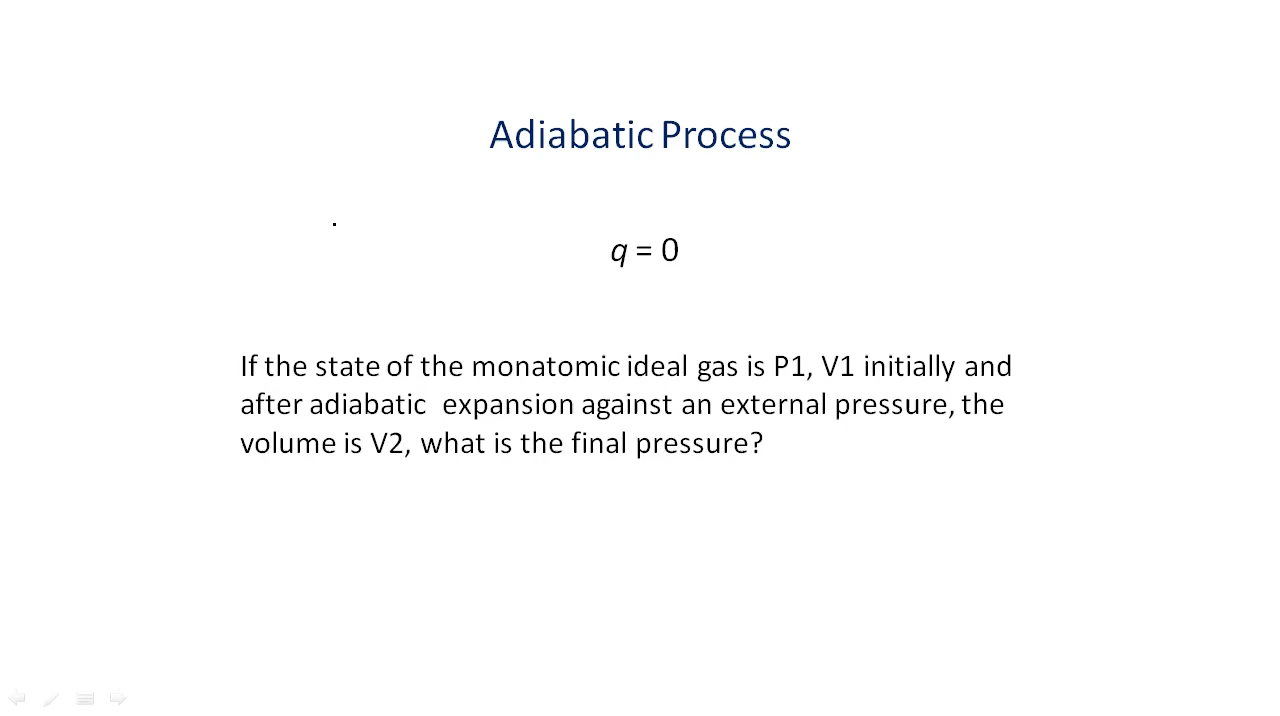 Adiabatic Process
q = 0
If the state of the monatomic ideal gas is P1, V1 initially and
after adiabatic  expansion against an external pressure, the
volume is V2, what is the final pressure?